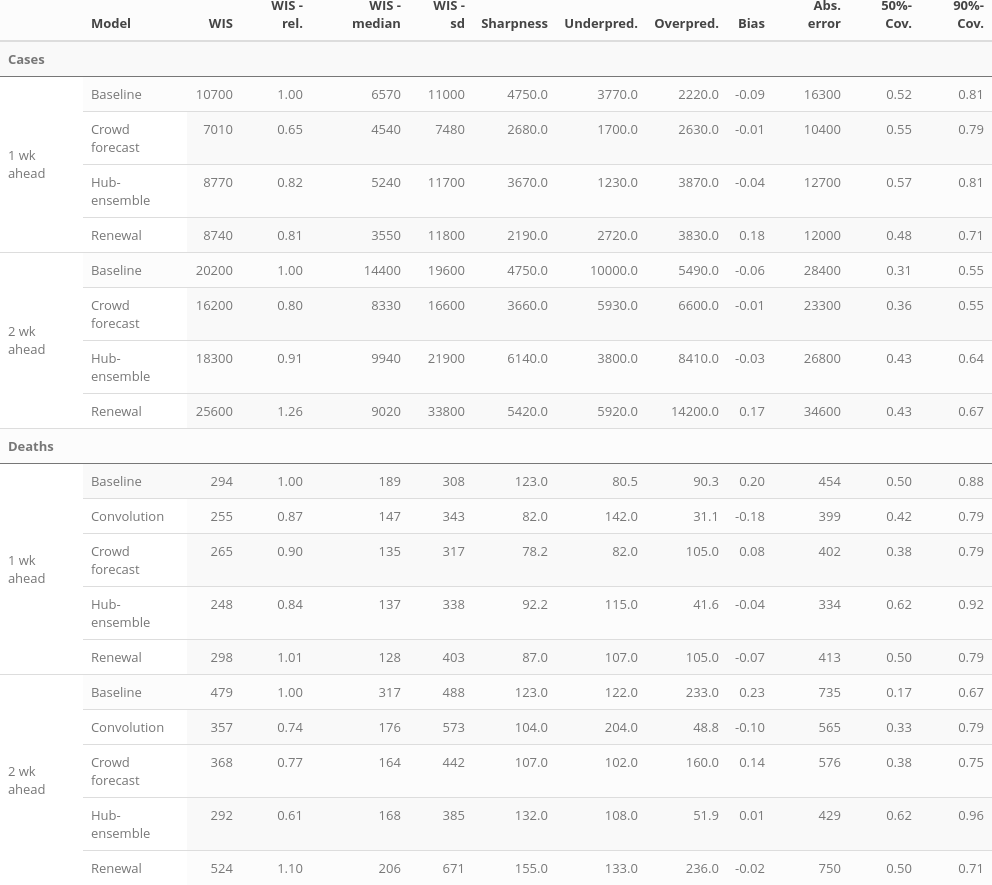 Model WIS WIS - rel. WIS - median WIS - sd Sharpness Underpred. Overpred. Bias Abs. error 50%- Cov. 90%- Cov.
Cases
1 wk ahead
Baseline 10700 1.00 6570 11000 4750.0 3770.0 2220.0 -0.09 16300 0.52 0.81
Crowd forecast 7010 0.65 4540 7480 2680.0 1700.0 2630.0 -0.01 10400 0.55 0.79
Hub-ensemble 8770 0.82 5240 11700 3670.0 1230.0 3870.0 -0.04 12700 0.57 0.81
Renewal 8740 0.81 3550 11800 2190.0 2720.0 3830.0 0.18 12000 0.48 0.71
2 wk ahead
Baseline 20200 1.00 14400 19600 4750.0 10000.0 5490.0 -0.06 28400 0.31 0.55
Crowd forecast 16200 0.80 8330 16600 3660.0 5930.0 6600.0 -0.01 23300 0.36 0.55
Hub-ensemble 18300 0.91 9940 21900 6140.0 3800.0 8410.0 -0.03 26800 0.43 0.64
Renewal 25600 1.26 9020 33800 5420.0 5920.0 14200.0 0.17 34600 0.43 0.67
Deaths
1 wk ahead
Baseline 294 1.00 189 308 123.0 80.5 90.3 0.20 454 0.50 0.88
Convolution 255 0.87 147 343 82.0 142.0 31.1 -0.18 399 0.42 0.79
Crowd forecast 265 0.90 135 317 78.2 82.0 105.0 0.08 402 0.38 0.79
Hub-ensemble 248 0.84 137 338 92.2 115.0 41.6 -0.04 334 0.62 0.92
Renewal 298 1.01 128 403 87.0 107.0 105.0 -0.07 413 0.50 0.79
2 wk ahead
Baseline 479 1.00 317 488 123.0 122.0 233.0 0.23 735 0.17 0.67
Convolution 357 0.74 176 573 104.0 204.0 48.8 -0.10 565 0.33 0.79
Crowd forecast 368 0.77 164 442 107.0 102.0 160.0 0.14 576 0.38 0.75
Hub-ensemble 292 0.61 168 385 132.0 108.0 51.9 0.01 429 0.62 0.96
Renewal 524 1.10 206 671 155.0 133.0 236.0 -0.02 750 0.50 0.71